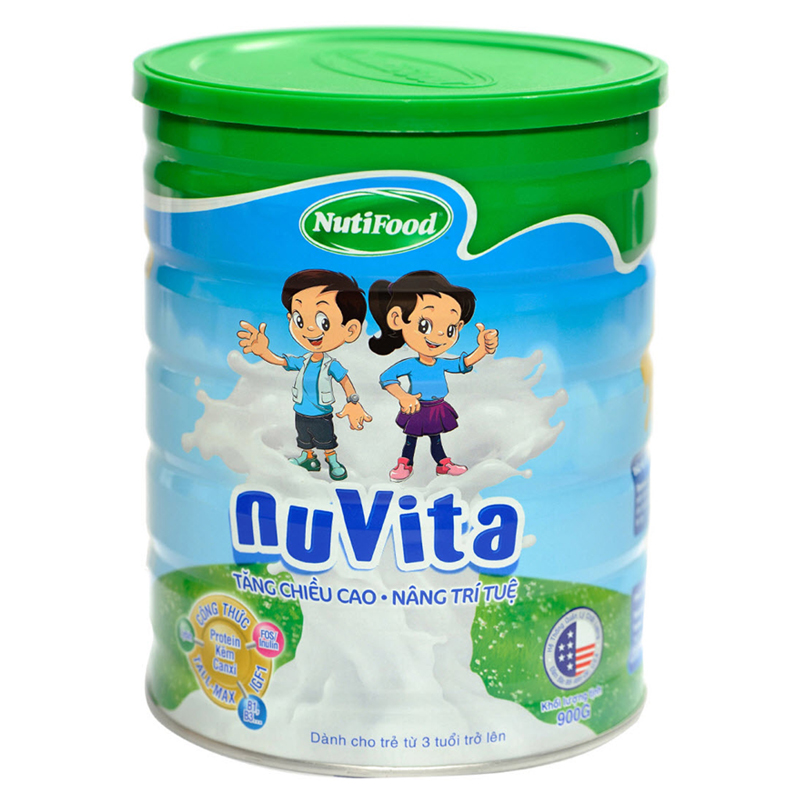 NutiFood
nuVita
TĂNG CHIỀU CAO • NÂNG TRÍ TUỆ
CÔNG THỨC
Protein
Kẽm
Canxi
FOS/
Inulin
IGF1
B1
B3
Khối lượng tịnh
900G
Dành cho trẻ từ 3 tuổi trở lên